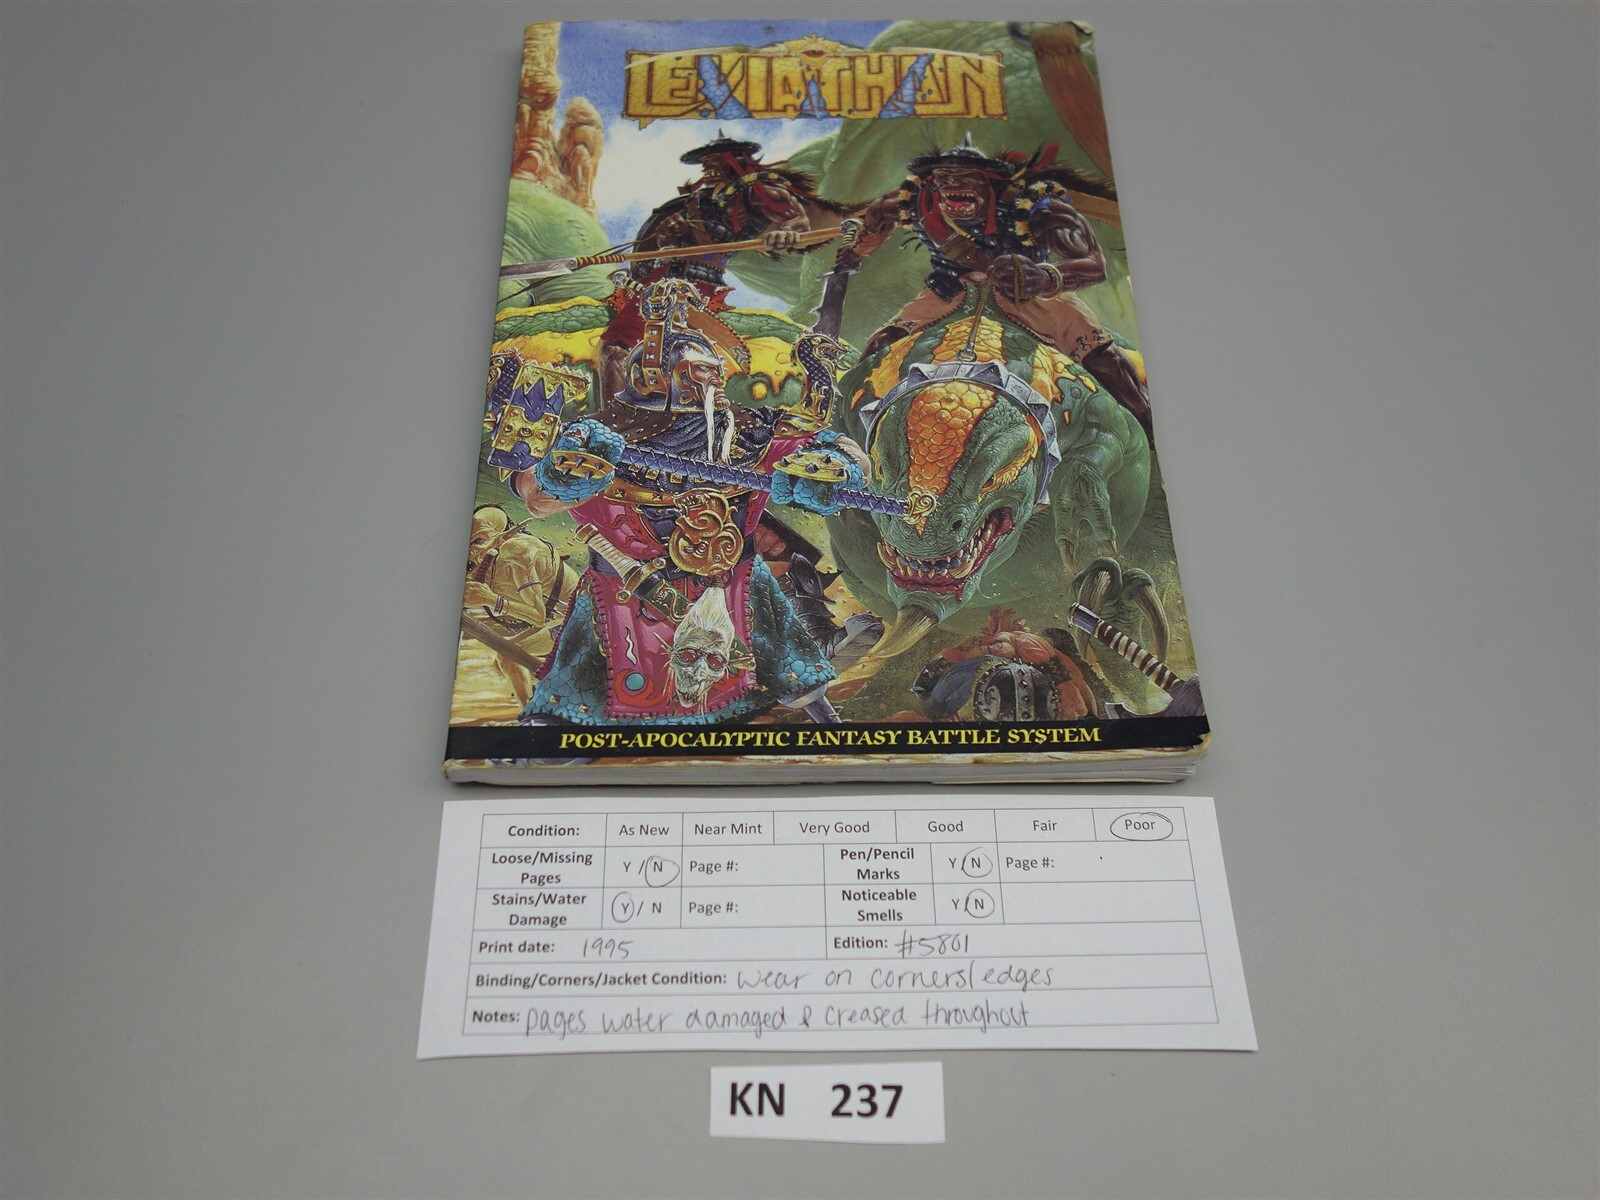 LEVIATHAN
POST-APOCALYPTIC FANTASY BATTLE SYSTEM
Condition: As New Near Mint Very Good Good Fair Poor
Loose/Missing Pages Y / N Page #: Pen/Pencil Marks Y / N Page #:
Stains/Water Damage Y / N Page #: Noticeable Smells Y / N
Print date: 1995 Edition: #5801
Binding/Corners/Jacket Condition: wear on corners/edges
Notes: pages water damaged & creased throughout
KN 237